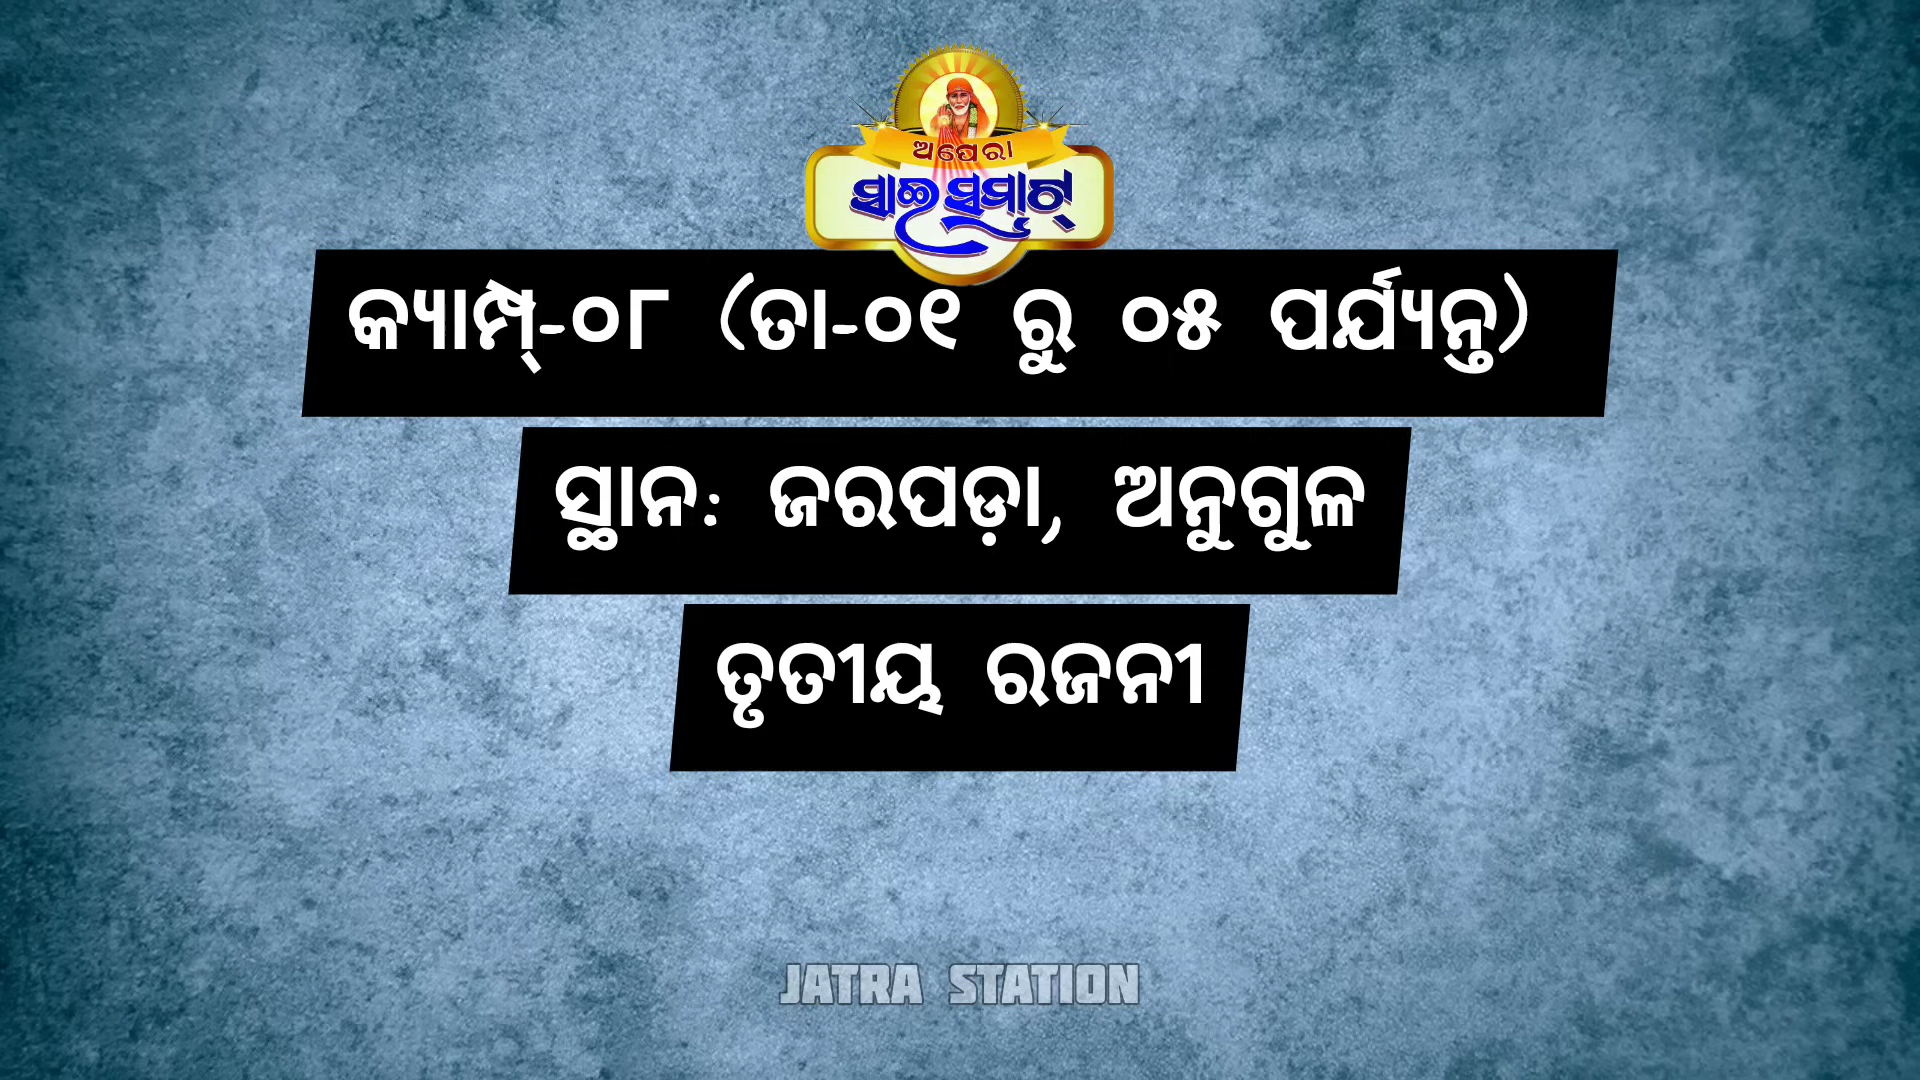 ଅପେରା
ସାଇ ସମ୍ରାଟ୍
କ୍ୟାମ୍ପ୍-୦୮ (ତା-୦୧ ରୁ ୦୫ ପର୍ଯ୍ୟନ୍ତ)
ସ୍ଥାନ: ଜରପଡ଼ା, ଅନୁଗୁଳ
ତୃତୀୟ ରଜନୀ
JATRA STATION